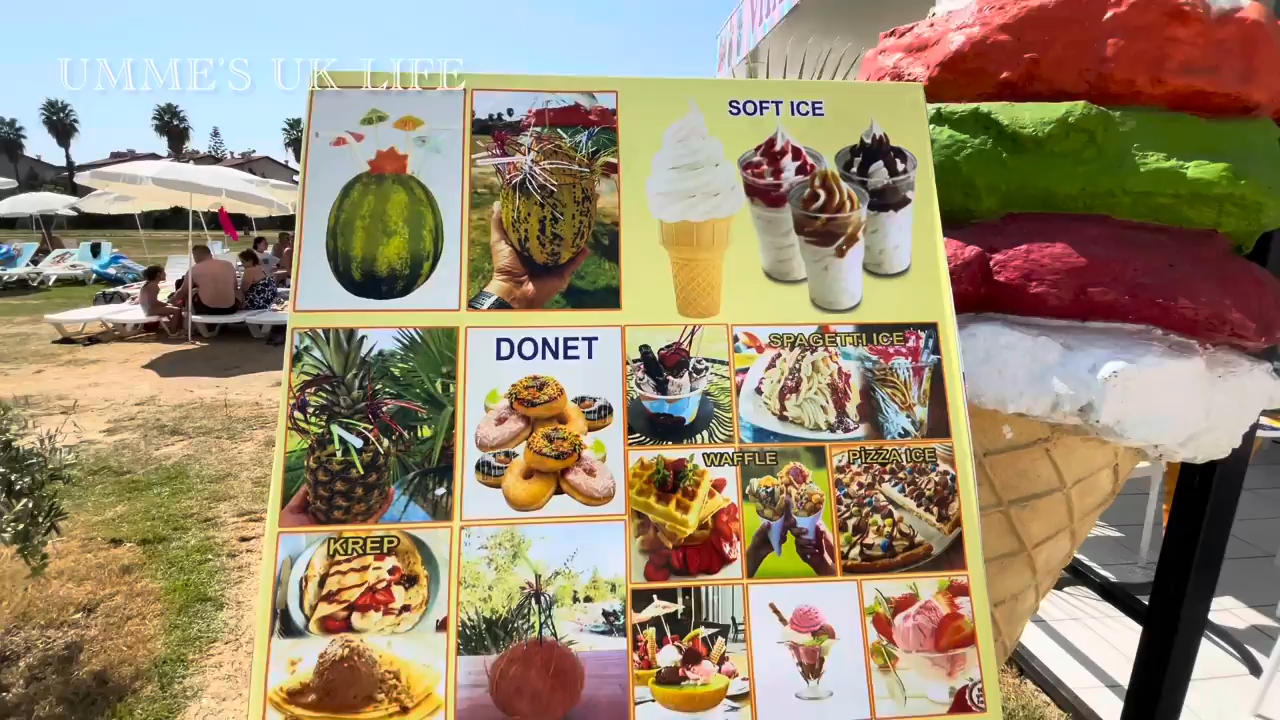 UMME'S UK LIFE
SOFT ICE
DONET
SPAGETTI ICE
WAFFLE
PİZZA ICE
KREP